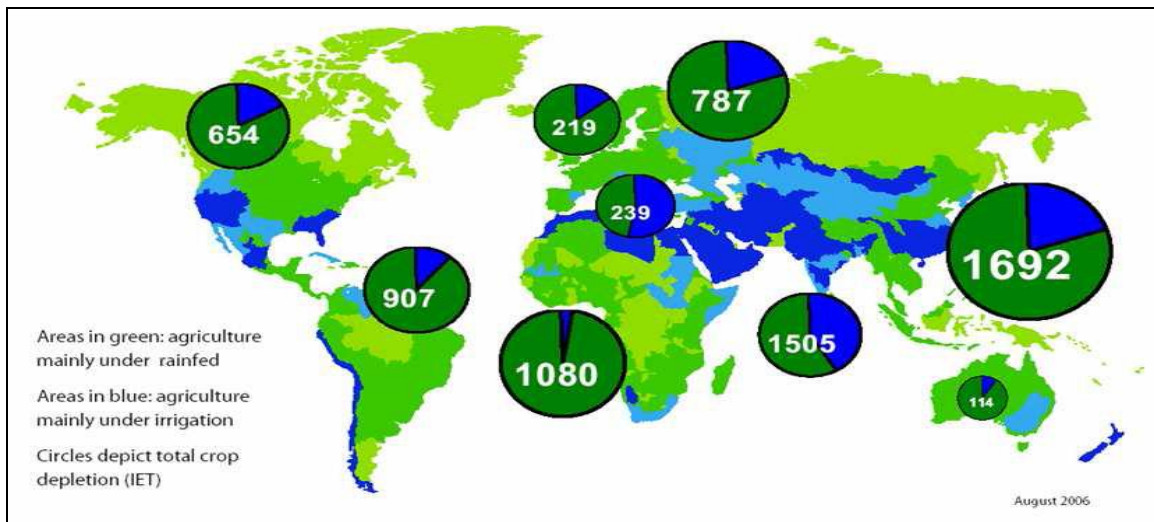 654
219
787
239
1692
907
1080
1505
114
Areas in green: agriculture
mainly under rainfed
Areas in blue: agriculture
mainly under irrigation
Circles depict total crop
depletion (IET)
August 2006